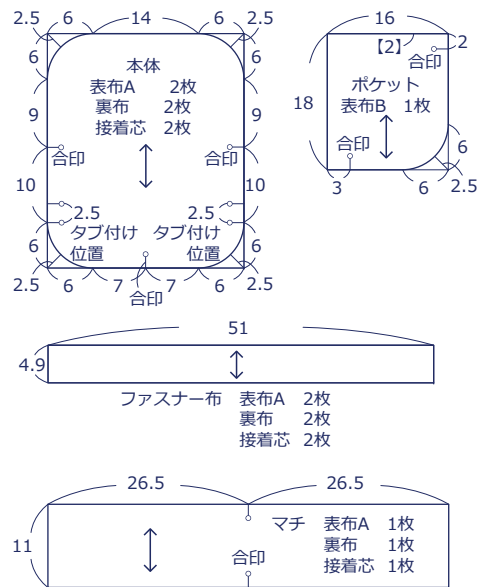 2.5 6 14 6 2.5
16
【2】 2
合印
6 6
本体
表布A 2枚
裏布 2枚
接着芯 2枚
ポケット
表布B 1枚
9 9
18
合印 合印
合印
6
3 6 2.5
10 10
2.5 2.5
タブ付け タブ付け
位置 位置
6 6
2.5 6 7 7 6 2.5
合印
51
4.9
ファスナー布 表布A 2枚
裏布 2枚
接着芯 2枚
26.5 26.5
マチ 表布A 1枚
裏布 1枚
接着芯 1枚
11
合印